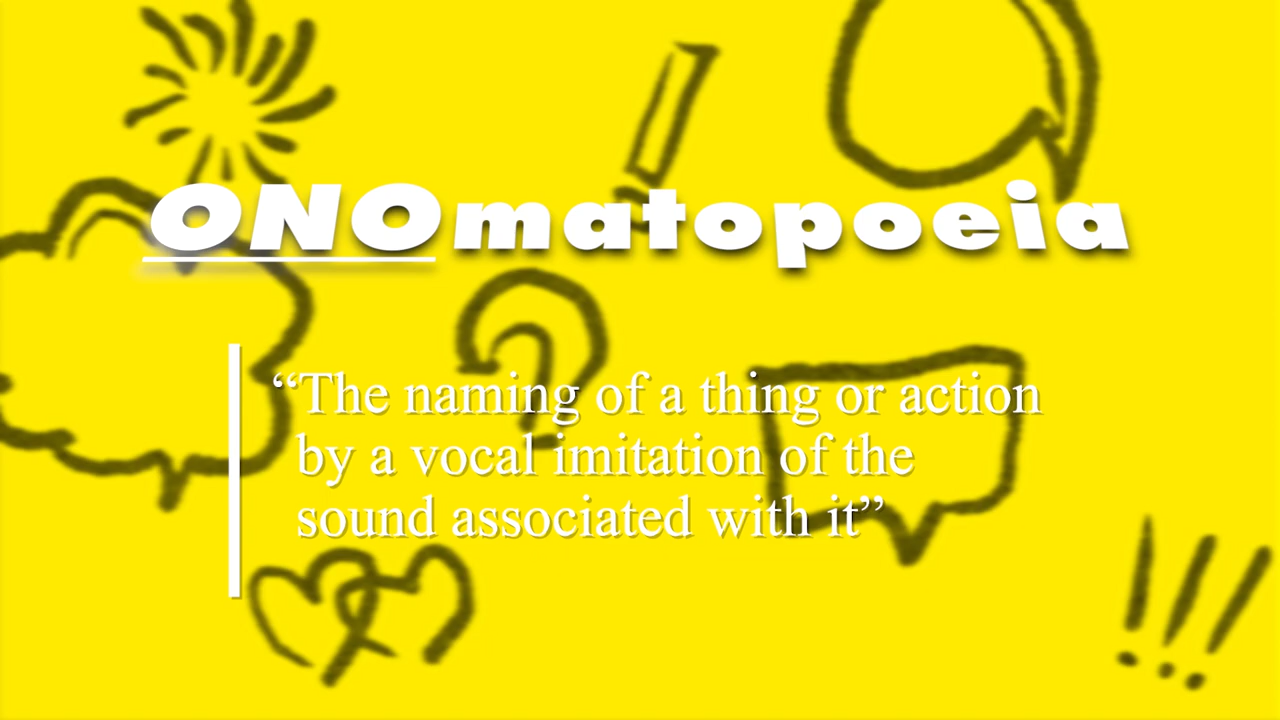 ONOmatopoeia
“The naming of a thing or action
by a vocal imitation of the
sound associated with it”